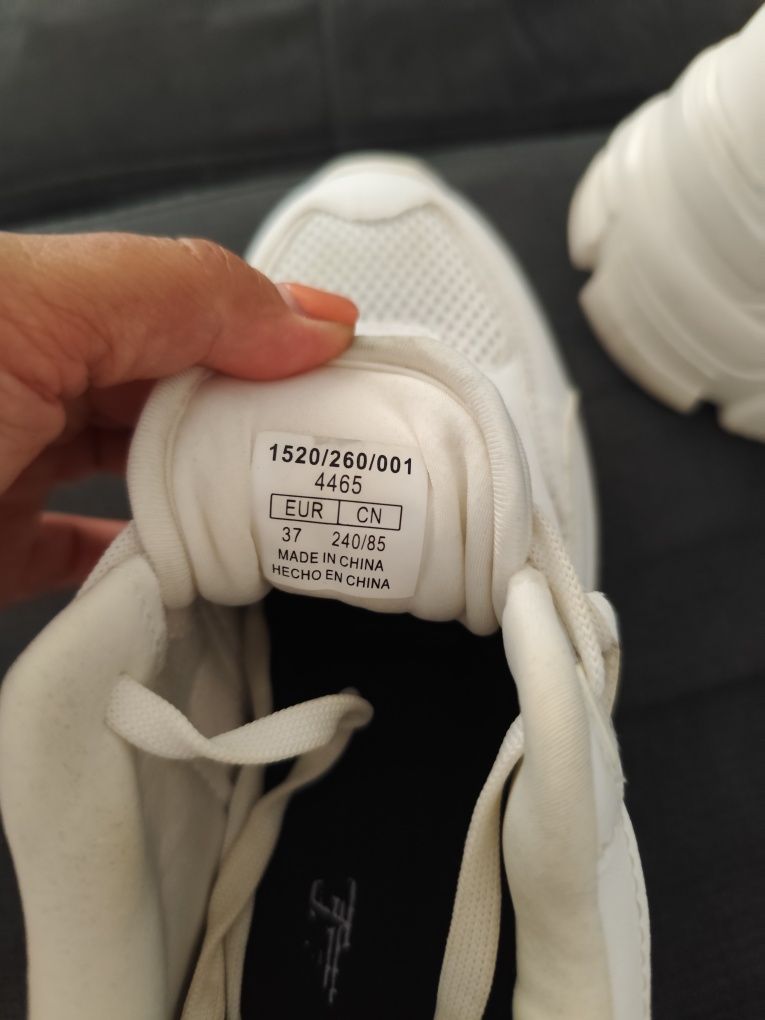 1520/260/001
4465
EUR CN
37 240/85
MADE IN CHINA
HECHO EN CHINA